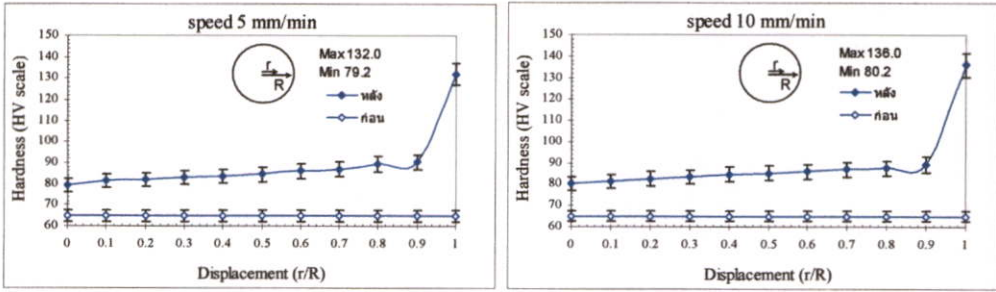 speed 5 mm/min
Hardness (HV scale)
150
140
130
120
110
100
90
80
70
60
r
R
Max 132.0
Min 79.2
หลัง
ก่อน
0 0.1 0.2 0.3 0.4 0.5 0.6 0.7 0.8 0.9 1
Displacement (r/R)
speed 10 mm/min
Hardness (HV scale)
150
140
130
120
110
100
90
80
70
60
r
R
Max 136.0
Min 80.2
หลัง
ก่อน
0 0.1 0.2 0.3 0.4 0.5 0.6 0.7 0.8 0.9 1
Displacement (r/R)